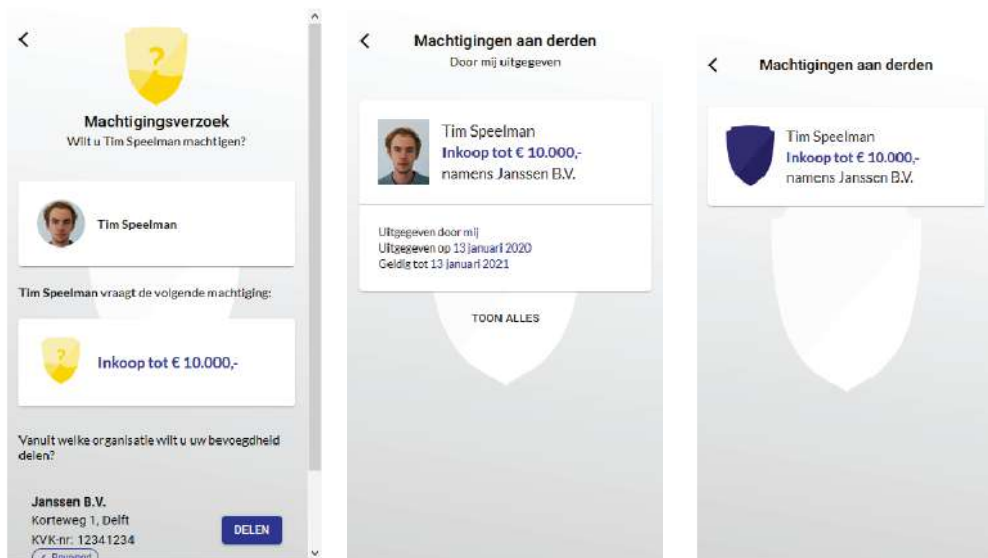 ?
Machtigingsverzoek
Wilt u Tim Speelman machtigen?
Tim Speelman
Tim Speelman vraagt de volgende machtiging:
?
Inkoop tot € 10.000,-
Vanuit welke organisatie wilt u uw bevoegdheid
delen?
Janssen B.V.
Korteweg 1, Delft
KVK-nr: 12341234
DELEN
Machtigingen aan derden
Door mij uitgegeven
Tim Speelman
Inkoop tot € 10.000,-
namens Janssen B.V.
Uitgegeven door mij
Uitgegeven op 13 januari 2020
Geldig tot 13 januari 2021
TOON ALLES
Machtigingen aan derden
Tim Speelman
Inkoop tot € 10.000,-
namens Janssen B.V.